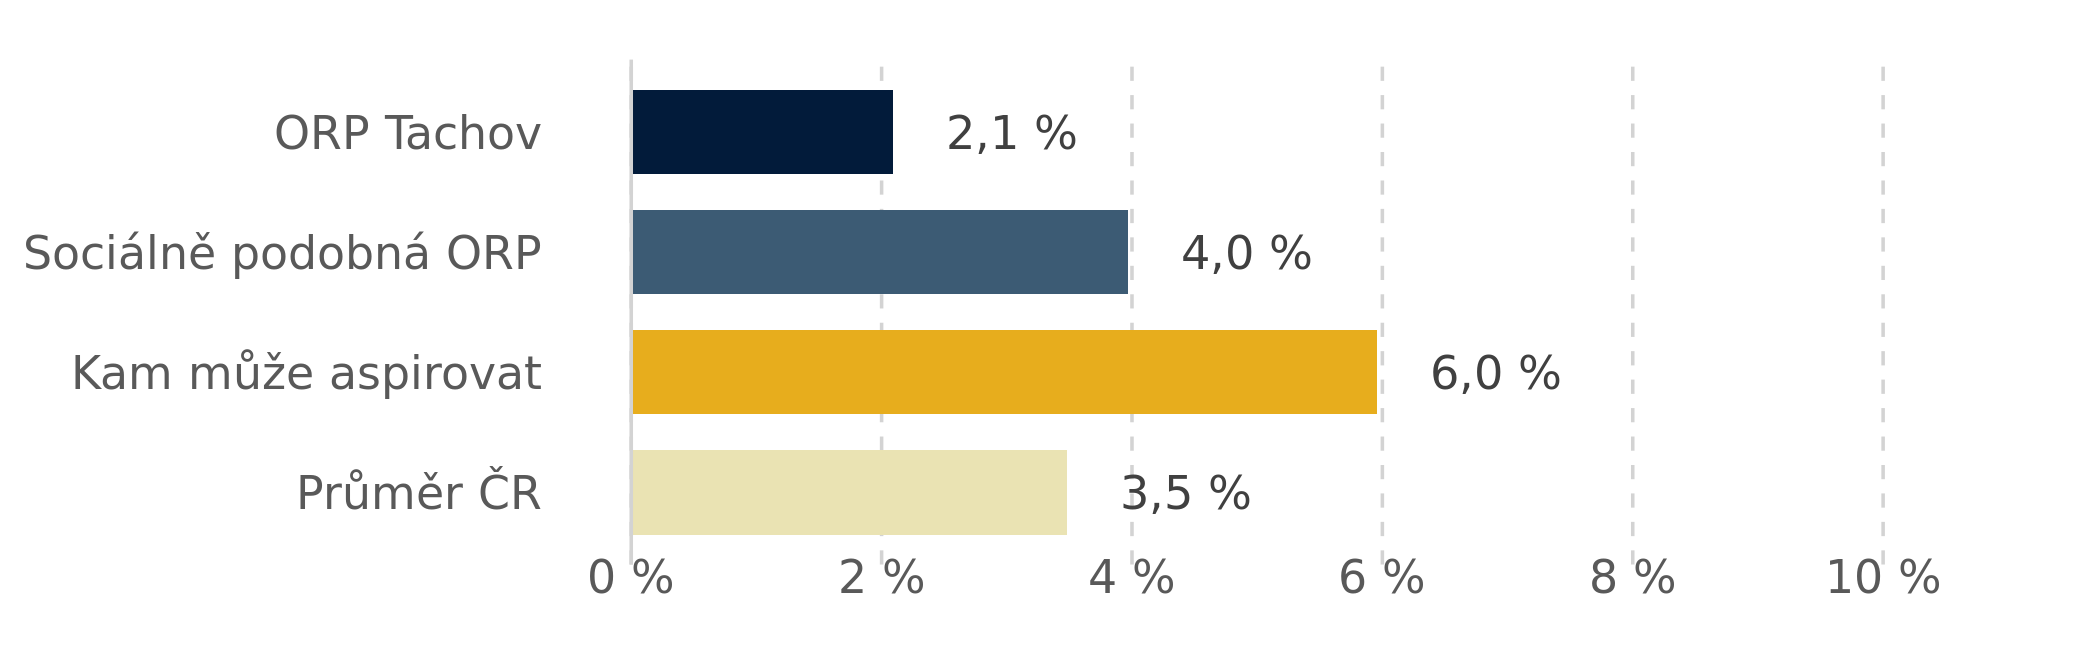 ORP Tachov
2,1 %
Sociálně podobná ORP
4,0 %
Kam může aspirovat
6,0 %
Průměr ČR
3,5 %
0 % 2 % 4 % 6 % 8 % 10 %